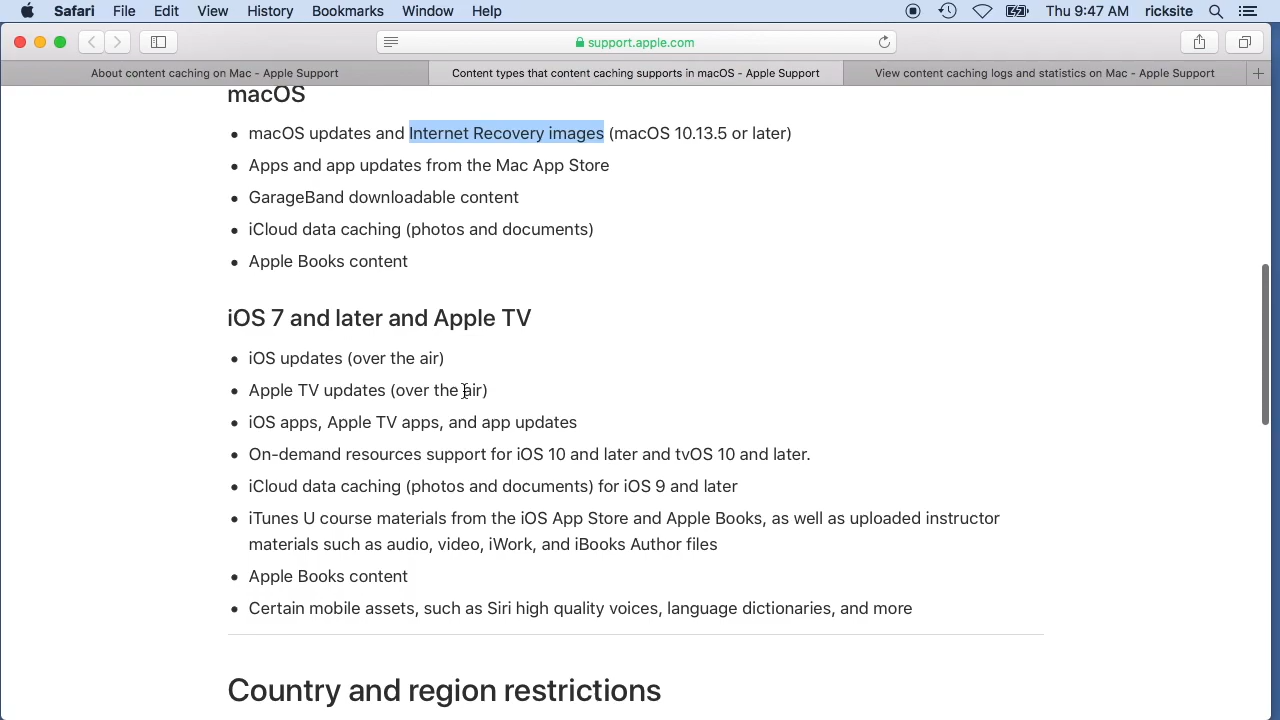 Safari File Edit View History Bookmarks Window Help Thu 9:47 AM ricksite
support.apple.com
About content caching on Mac - Apple Support Content types that content caching supports in macOS - Apple Support View content caching logs and statistics on Mac - Apple Support
macOS
• macOS updates and Internet Recovery images (macOS 10.13.5 or later)
• Apps and app updates from the Mac App Store
• GarageBand downloadable content
• iCloud data caching (photos and documents)
• Apple Books content
iOS 7 and later and Apple TV
• iOS updates (over the air)
• Apple TV updates (over the air)
• iOS apps, Apple TV apps, and app updates
• On-demand resources support for iOS 10 and later and tvOS 10 and later.
• iCloud data caching (photos and documents) for iOS 9 and later
• iTunes U course materials from the iOS App Store and Apple Books, as well as uploaded instructor
materials such as audio, video, iWork, and iBooks Author files
• Apple Books content
• Certain mobile assets, such as Siri high quality voices, language dictionaries, and more
Country and region restrictions